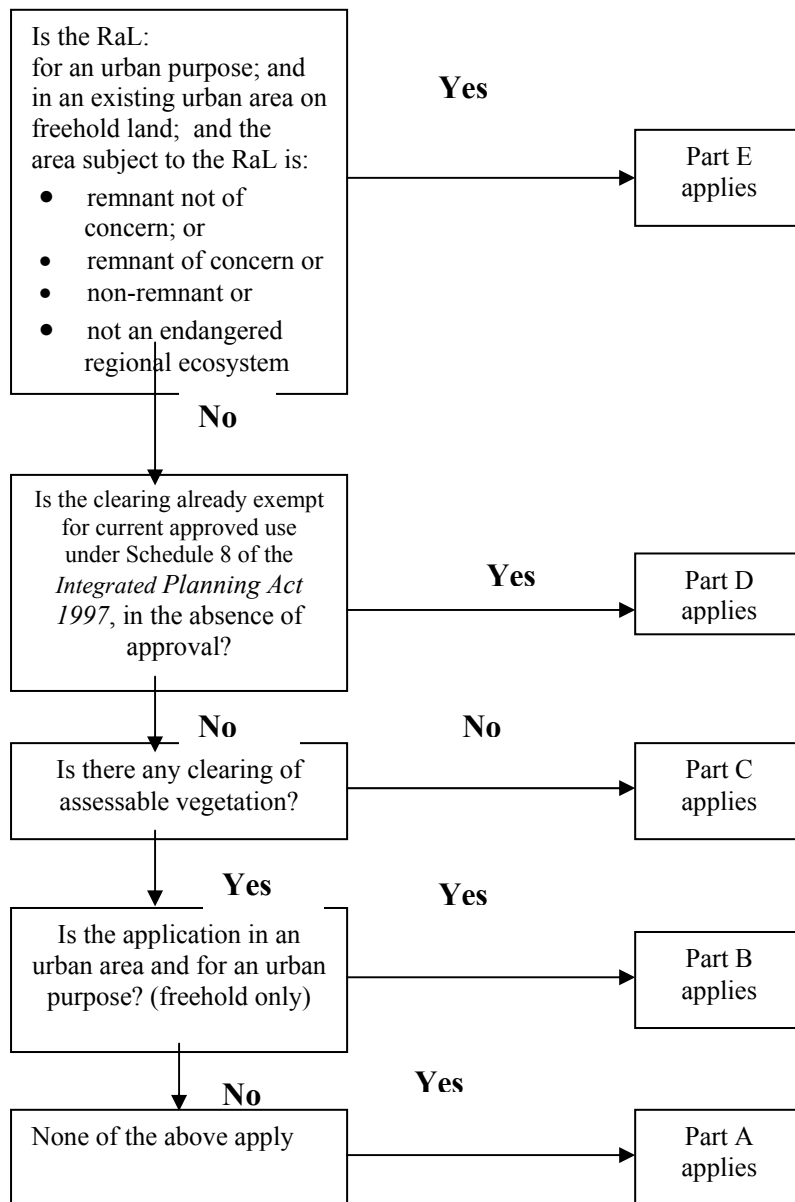 Is the RaL:
for an urban purpose; and
in an existing urban area on
freehold land;  and the
area subject to the RaL is:
● remnant not of
concern; or
● remnant of concern or
● non-remnant or
● not an endangered
regional ecosystem
Yes
Part E
applies
No
Is the clearing already exempt
for current approved use
under Schedule 8 of the
Integrated Planning Act
1997, in the absence of
approval?
Yes
Part D
applies
No
No
Is there any clearing of
assessable vegetation?
Part C
applies
Yes
Yes
Is the application in an
urban area and for an urban
purpose? (freehold only)
Part B
applies
No
Yes
None of the above apply
Part A
applies